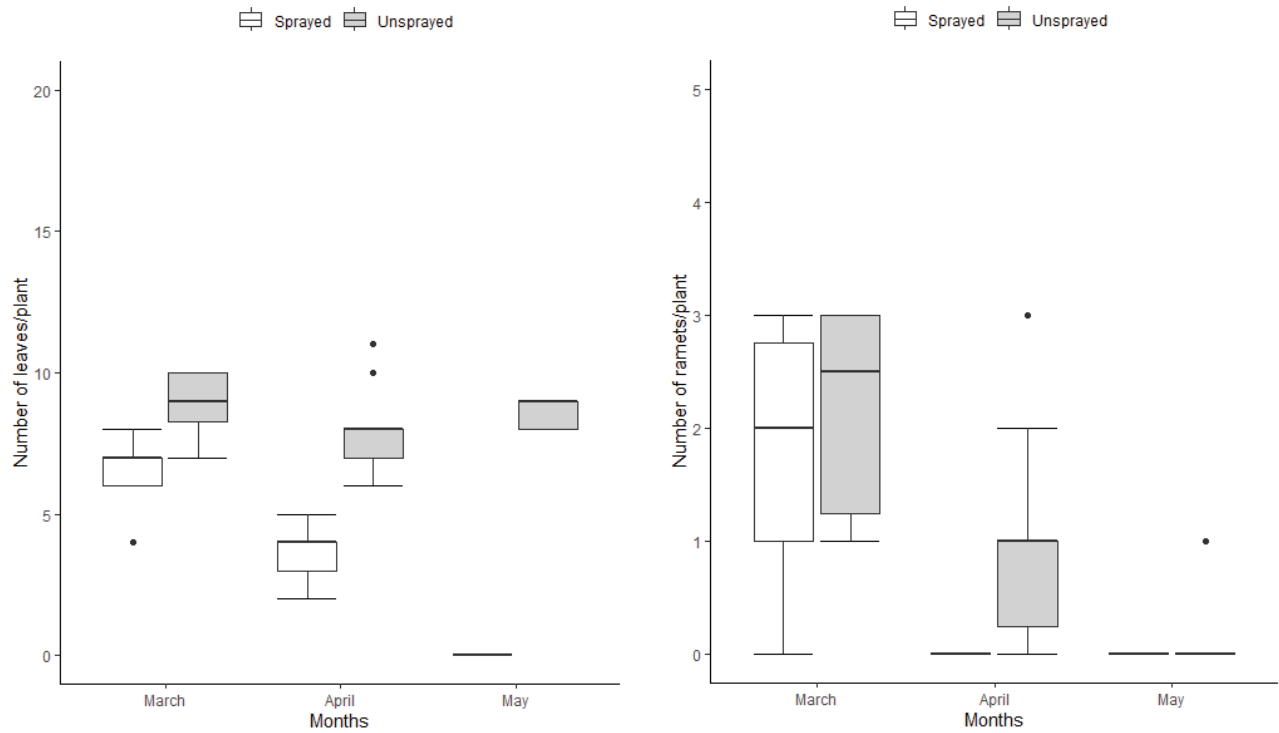 Sprayed Unsprayed
Number of leaves/plant
20
15
10
5
0
March April May
Months
Sprayed Unsprayed
Number of ramets/plant
5
4
3
2
1
0
March April May
Months